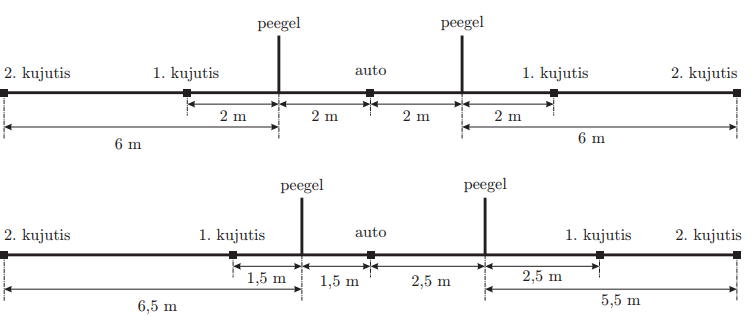 peegel peegel
2. kujutis 1. kujutis auto 1. kujutis 2. kujutis
2 m 2 m 2 m 2 m
6 m 6 m
peegel peegel
2. kujutis 1. kujutis auto 1. kujutis 2. kujutis
1,5 m 1,5 m 2,5 m 2,5 m
6,5 m 5,5 m